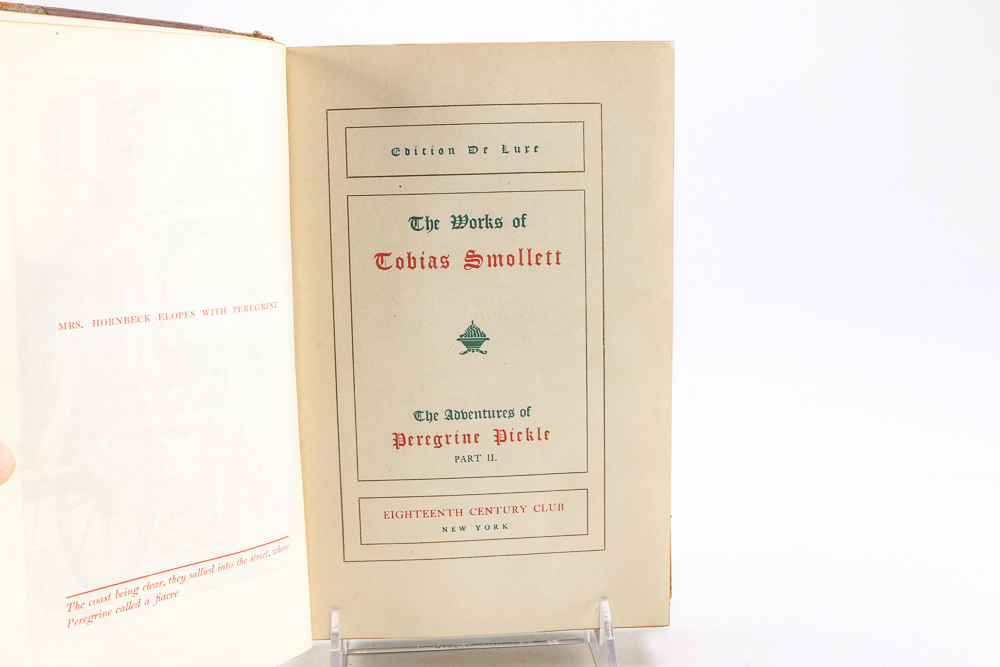 MRS. HORNBECK ELOPES WITH PEREGRINE
The coast being clear, they sallied into the street, where
Peregrine called a fiacre
Edition De Luxe
The Works of
Tobias Smollett
The Adventures of
Peregrine Pickle
PART II.
EIGHTEENTH CENTURY CLUB
NEW YORK